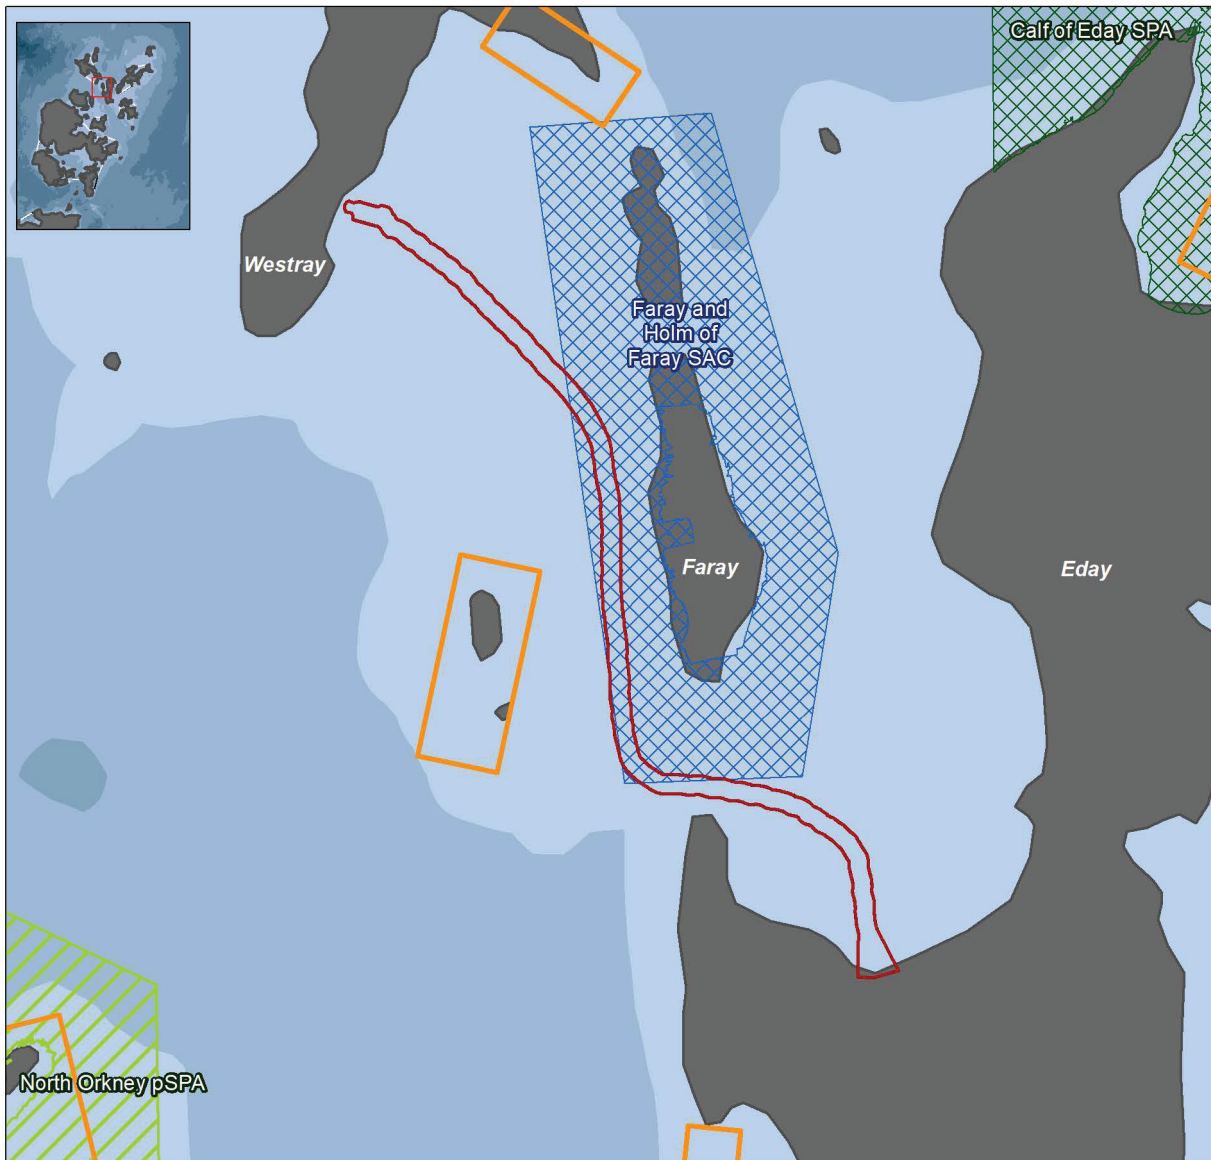 Calf of Eday SPA
Westray
Faray and
Holm of
Faray SAC
Faray
Eday
North Orkney pSPA